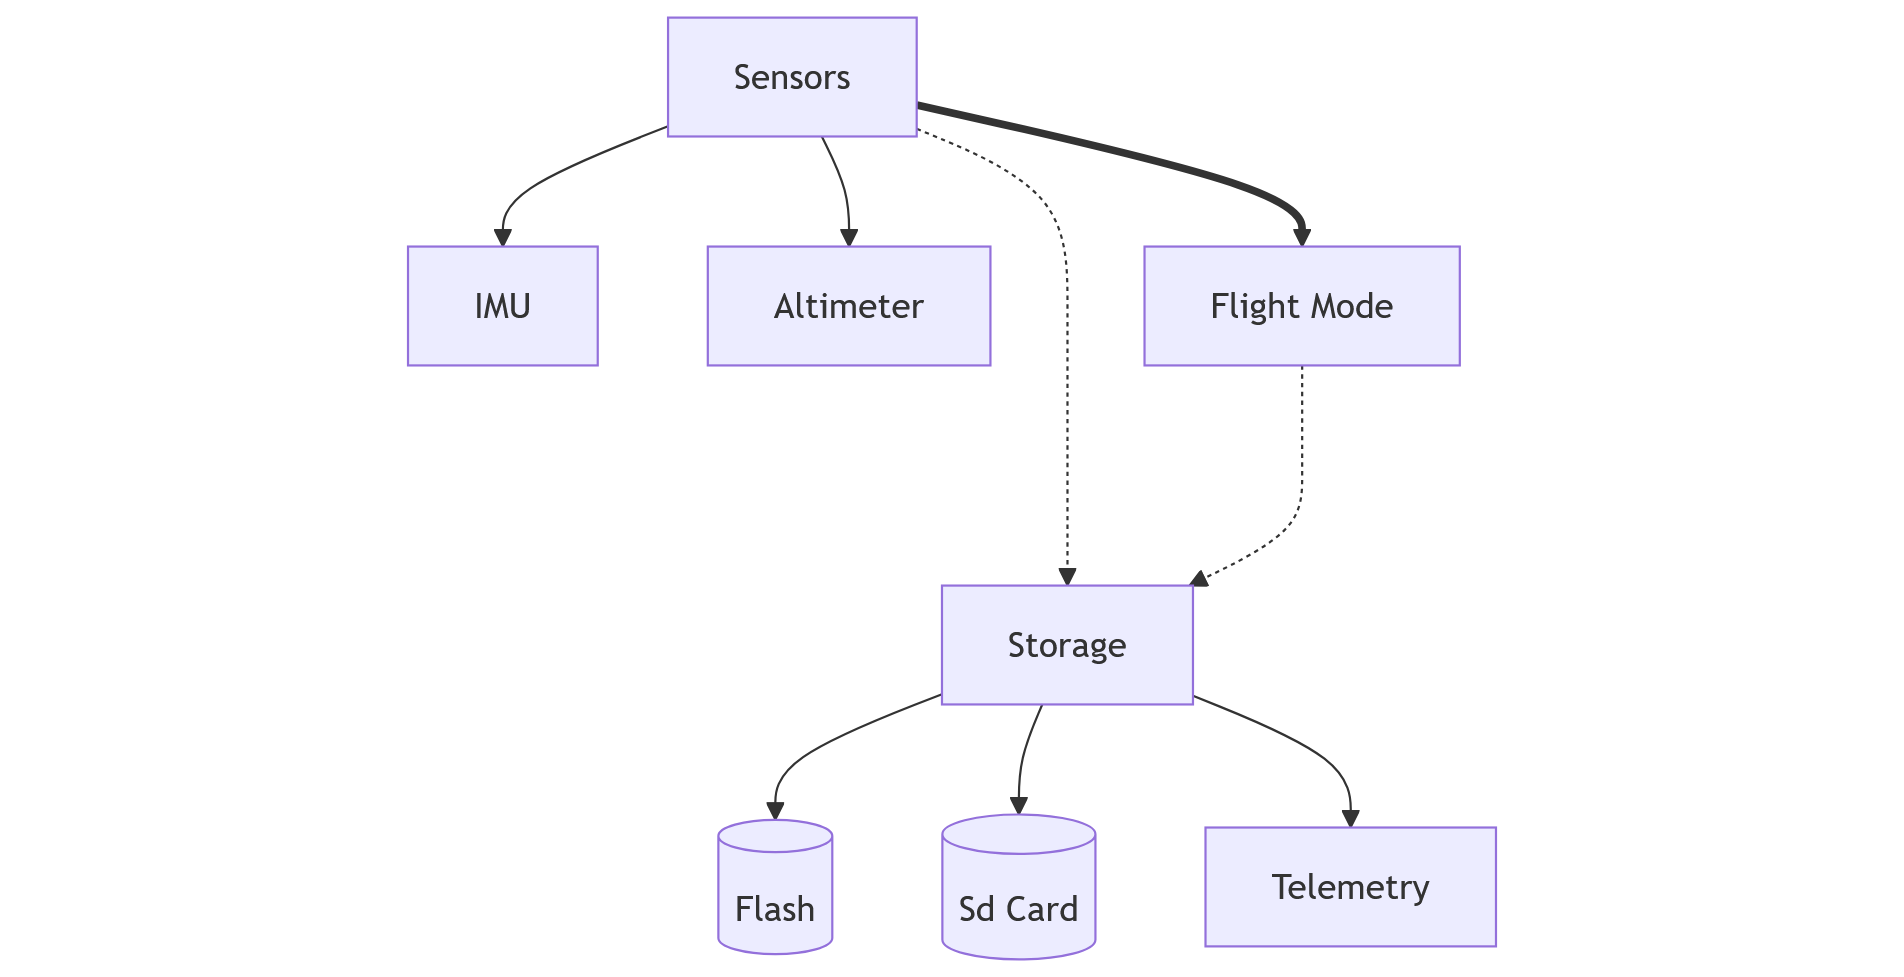 Sensors
IMU
Altimeter
Flight Mode
Storage
Flash
Sd Card
Telemetry